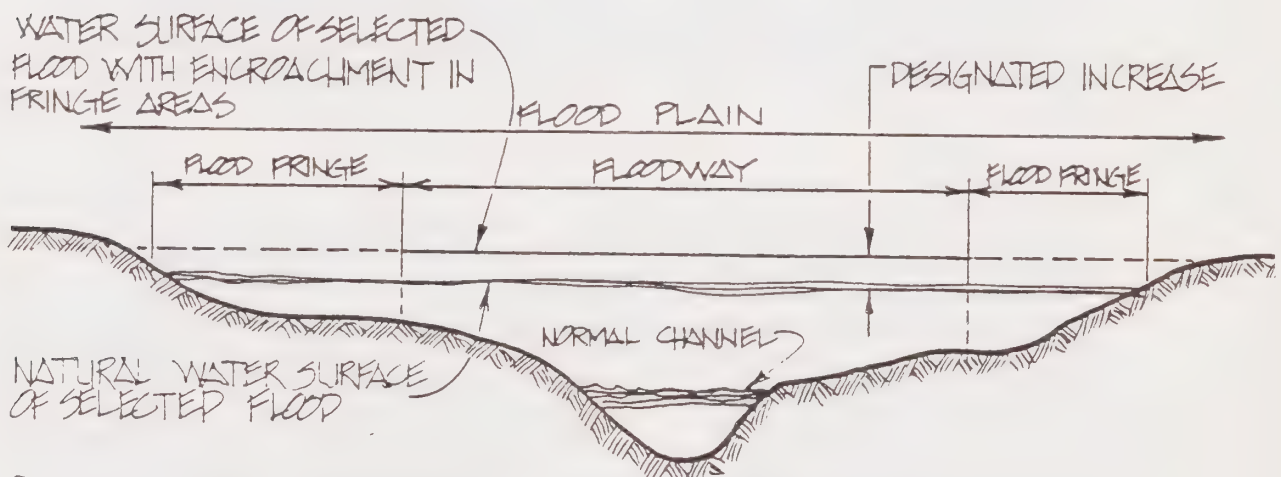 WATER SURFACE OF SELECTED
FLOOD WITH ENCROACHMENT IN
FRINGE AREAS
DESIGNATED INCREASE
FLOOD PLAIN
FLOOD FRINGE
FLOODWAY
FLOOD FRINGE
NORMAL CHANNEL
NATURAL WATER SURFACE
OF SELECTED FLOOD